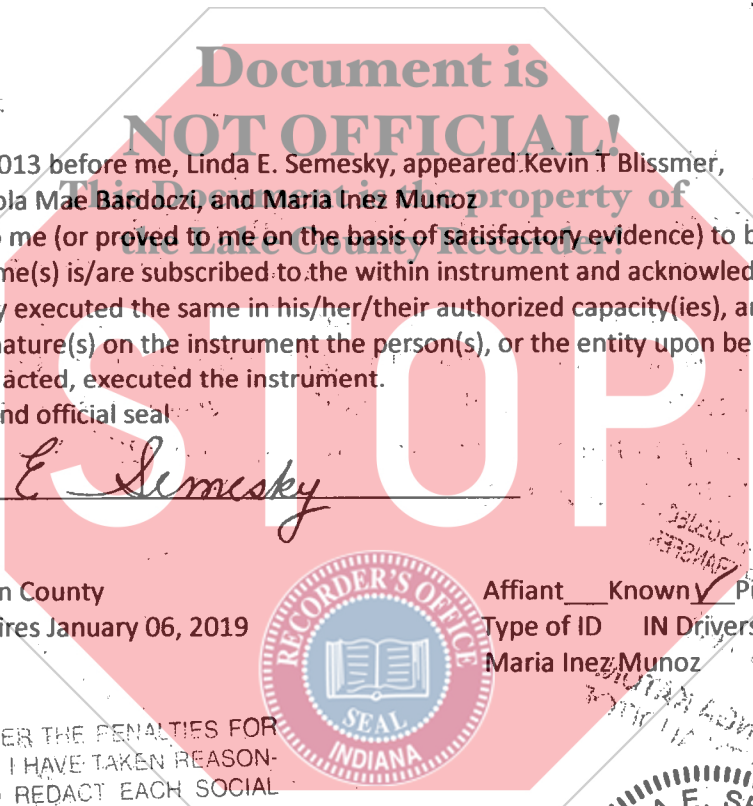 Document is
NOT OFFICIAL!
013 before me, Linda E. Semesky, appeared Kevin T Blissmer,
ola Mae Bardoczi, and Maria Inez Munoz
This Document is the property of
o me (or proved to me on the basis of satisfactory evidence) to b
the Lake County Recorder!
me(s) is/are subscribed to the within instrument and acknowled
y executed the same in his/her/their authorized capacity(ies), a
nature(s) on the instrument the person(s), or the entity upon be
acted, executed the instrument.
nd official seal
STOP
E Semesky
n County
Affiant___Known✓__P
ires January 06, 2019
Type of ID IN Drivers
Maria Inez Munoz
RECORDER'S OFFICE
SEAL
INDIANA
ER THE PENALTIES FOR
I HAVE TAKEN REASON-
REDACT EACH SOCIAL
E. S